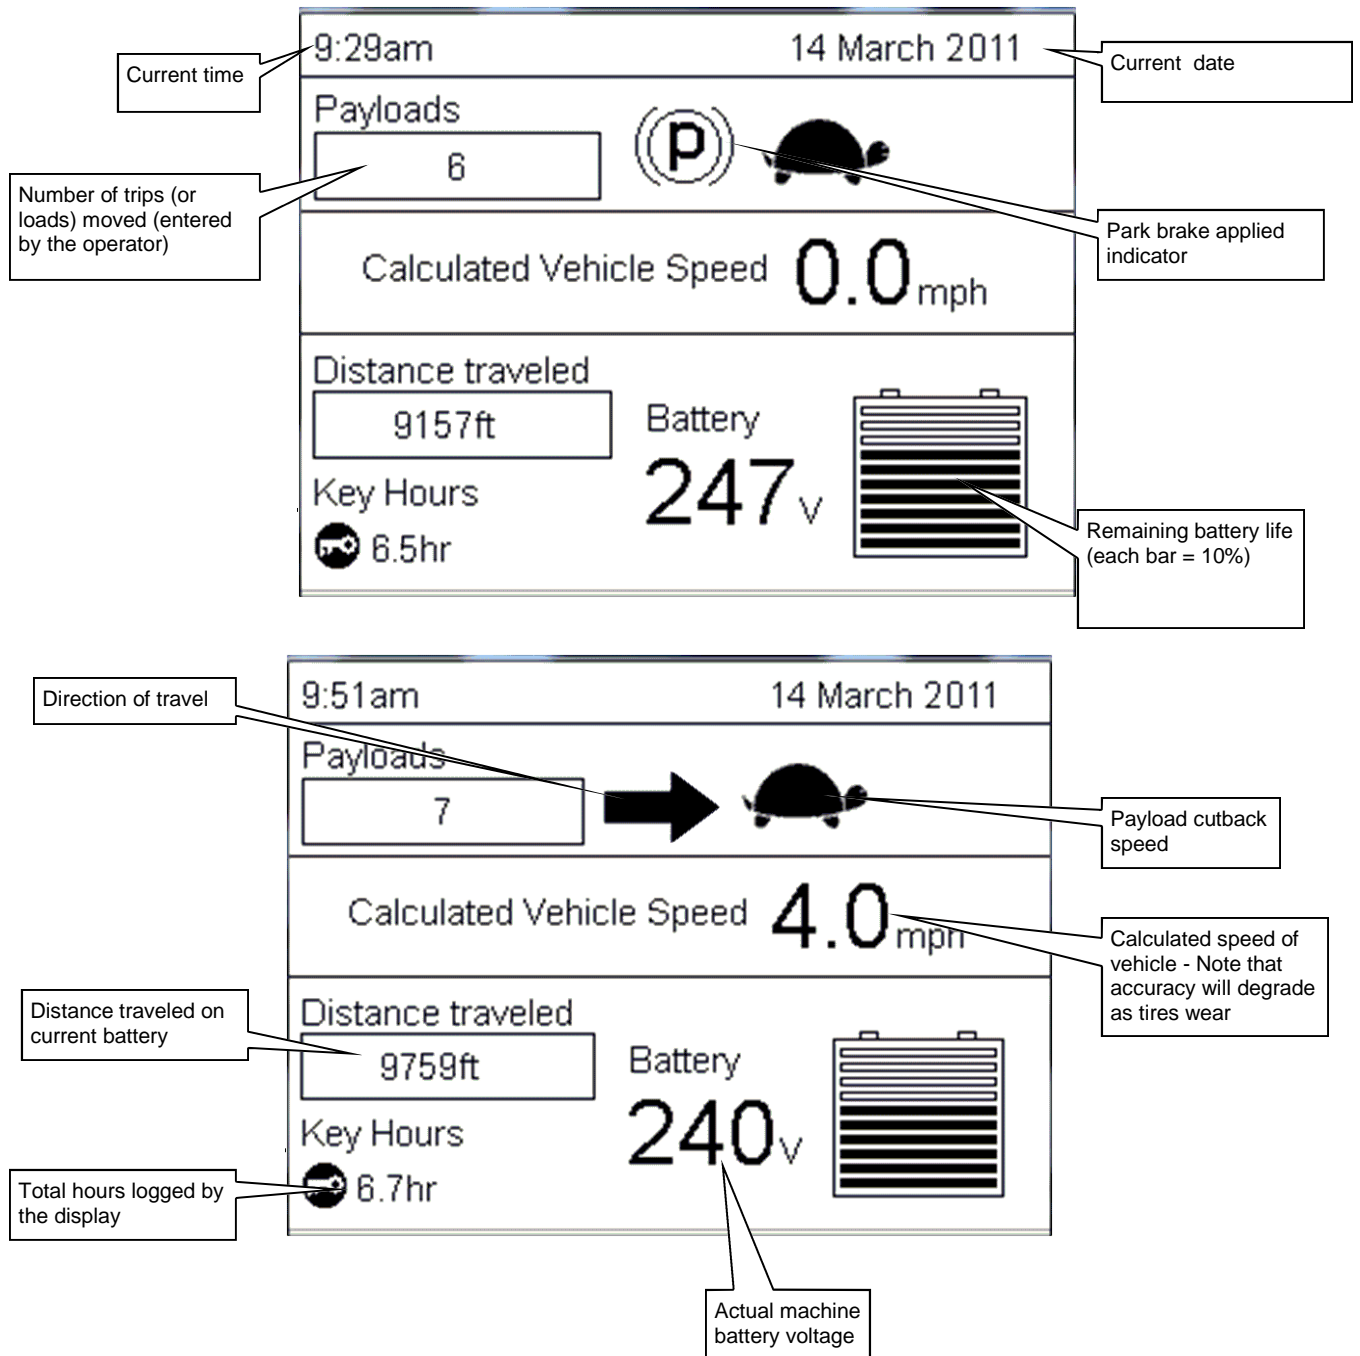 9:29am 14 March 2011
Current time
Current date
Payloads
6
P
Number of trips (or
loads) moved (entered
by the operator)
Park brake applied
indicator
Calculated Vehicle Speed 0.0 mph
Distance traveled
9157ft
Battery
247 V
Key Hours
6.5hr
Remaining battery life
(each bar = 10%)
9:51am 14 March 2011
Direction of travel
Payloads
7
Payload cutback
speed
Calculated Vehicle Speed 4.0 mph
Calculated speed of
vehicle - Note that
accuracy will degrade
as tires wear
Distance traveled on
current battery
Distance traveled
9759ft
Battery
240 V
Key Hours
6.7hr
Total hours logged by
the display
Actual machine
battery voltage